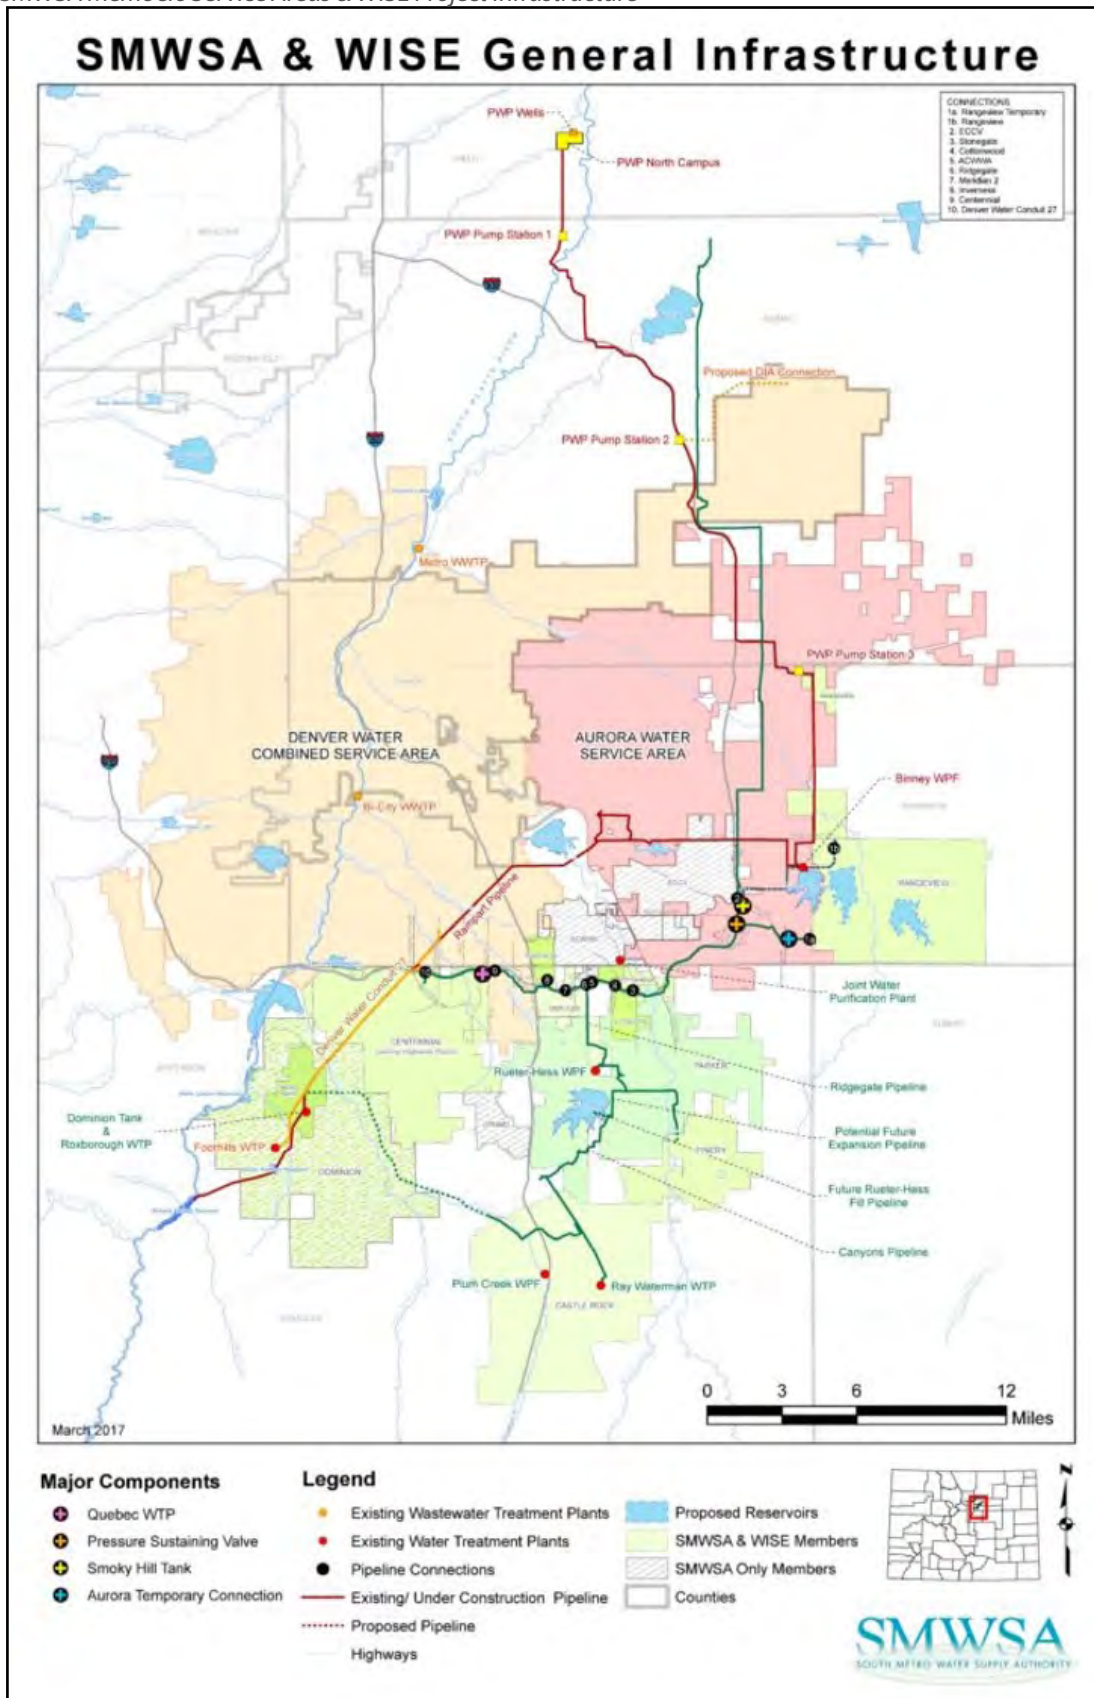 SMWSA & WISE General Infrastructure
CONNECTIONS
1a. Rangeview Temporary
1b. Rangeview
2. ECCV
3. Stonegate
4. Cottonwood
5. ACWWA
6. Ridgegate
7. Meridian 2
8. Inverness
9. Centennial
10. Denver Water Conduit 27
PWP Wells
PWP North Campus
PWP Pump Station 1
Proposed DIA Connection
PWP Pump Station 2
Metro WWTP
PWP Pump Station 3
DENVER WATER
COMBINED SERVICE AREA
AURORA WATER
SERVICE AREA
Binney WPF
Bi-City WWTP
RANGEVIEW
Rampart Pipeline
Denver Water Conduit 27
Joint Water
Purification Plant
CENTENNIAL
PARKER
Rueter-Hess WPF
Ridgegate Pipeline
Dominion Tank
&
Roxborough WTP
Foothills WTP
DOMINION
PINERY
Potential Future
Expansion Pipeline
Future Rueter-Hess
Fill Pipeline
Canyons Pipeline
Plum Creek WPF
Ray Waterman WTP
CASTLE ROCK
0 3 6 12
Miles
March 2017
Major Components
Quebec WTP
Pressure Sustaining Valve
Smoky Hill Tank
Aurora Temporary Connection
Legend
Existing Wastewater Treatment Plants
Existing Water Treatment Plants
Pipeline Connections
Existing/ Under Construction Pipeline
Proposed Pipeline
Highways
Proposed Reservoirs
SMWSA & WISE Members
SMWSA Only Members
Counties
N
SMWSA
SOUTH METRO WATER SUPPLY AUTHORITY